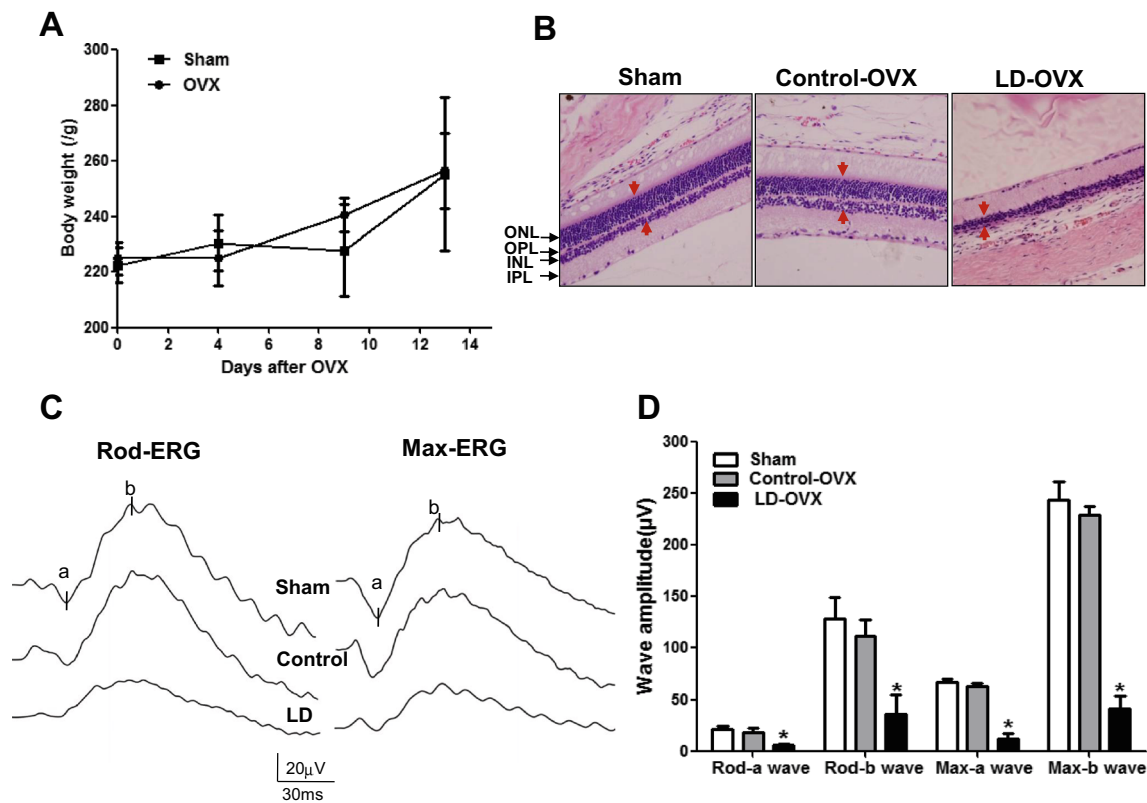 A
300
280
260
240
220
200
Body weight (/g)
Sham
OVX
0 2 4 6 8 10 12 14
Days after OVX
B
Sham Control-OVX LD-OVX
ONL
OPL
INL
IPL
C
Rod-ERG Max-ERG
b b
a a
Sham
Control
LD
20μV
30ms
D
300
250
200
150
100
50
0
Wave amplitude(μV)
Sham
Control-OVX
LD-OVX
* * * *
Rod-a wave Rod-b wave Max-a wave Max-b wave